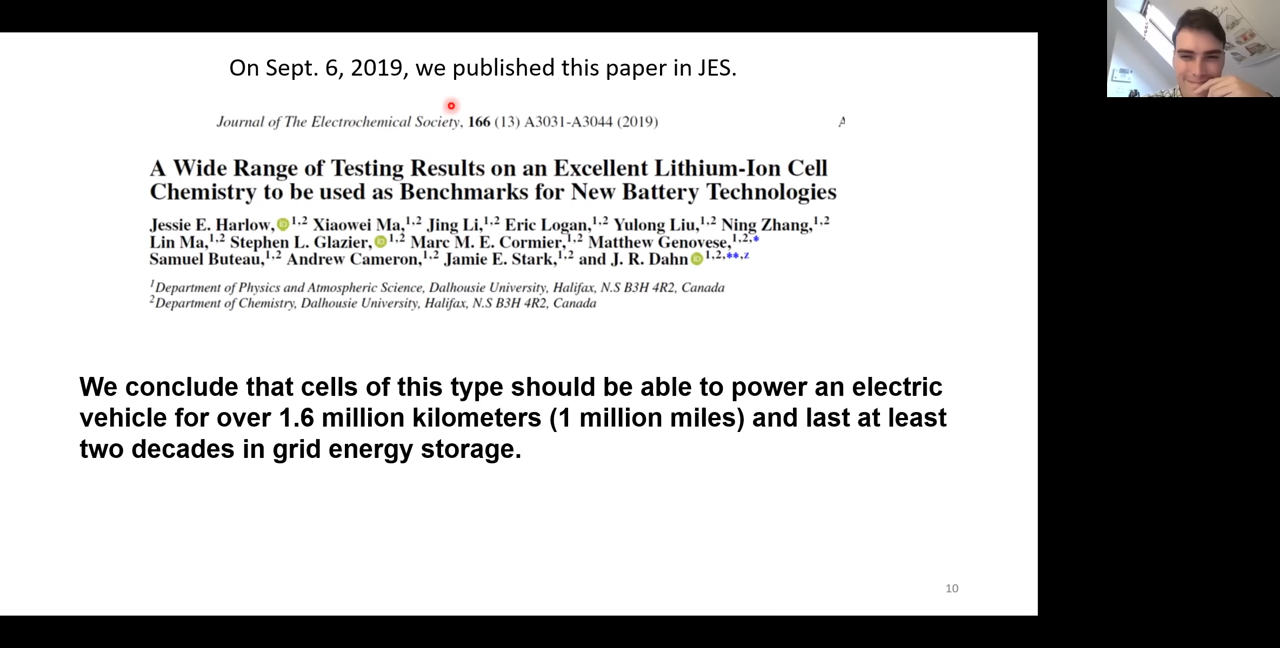 On Sept. 6, 2019, we published this paper in JES.
Journal of The Electrochemical Society, 166 (13) A3031-A3044 (2019)
A Wide Range of Testing Results on an Excellent Lithium-Ion Cell
Chemistry to be used as Benchmarks for New Battery Technologies
Jessie E. Harlow,1,2 Xiaowei Ma,1,2 Jing Li,1,2 Eric Logan,1,2 Yulong Liu,1,2 Ning Zhang,1,2
Lin Ma,1,2 Stephen L. Glazier,1,2 Marc M. E. Cormier,1,2 Matthew Genovese,1,2,*
Samuel Buteau,1,2 Andrew Cameron,1,2 Jamie E. Stark,1,2 and J. R. Dahn1,2,**,z
1Department of Physics and Atmospheric Science, Dalhousie University, Halifax, N.S B3H 4R2, Canada
2Department of Chemistry, Dalhousie University, Halifax, N.S B3H 4R2, Canada
We conclude that cells of this type should be able to power an electric
vehicle for over 1.6 million kilometers (1 million miles) and last at least
two decades in grid energy storage.
10